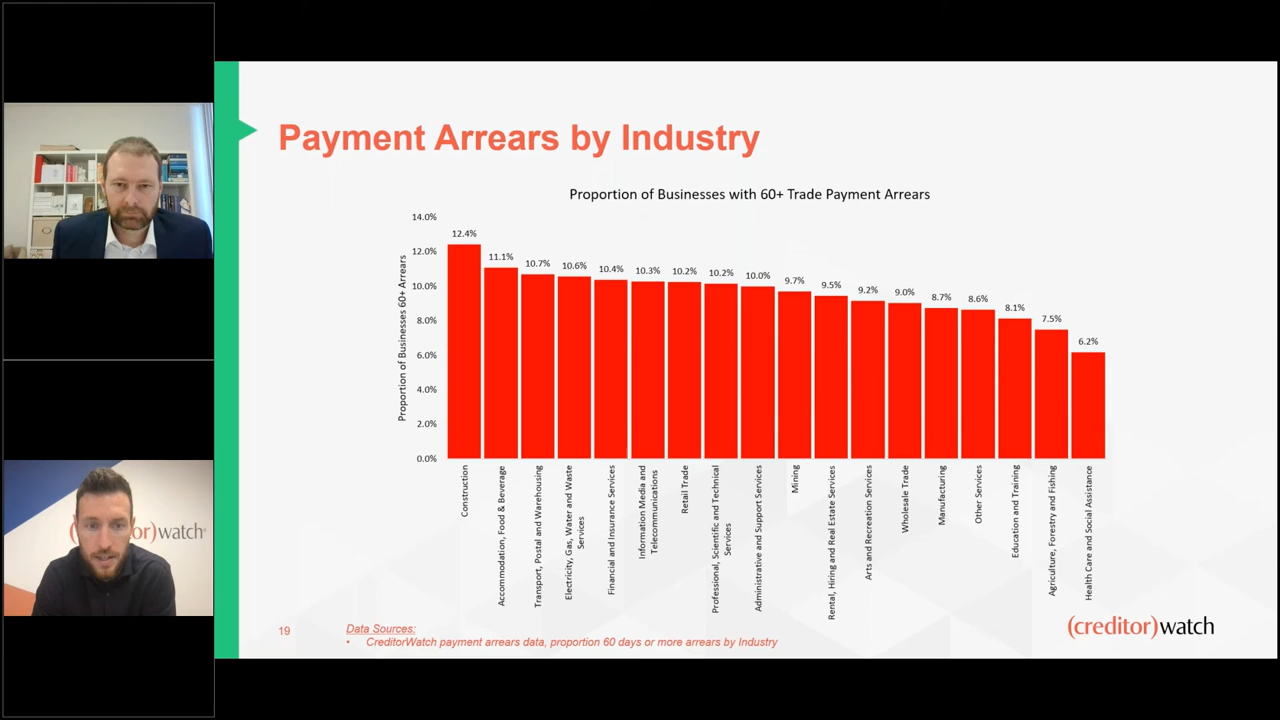 Payment Arrears by Industry
Proportion of Businesses with 60+ Trade Payment Arrears
Proportion of Businesses 60+ Arrears
14.0%
12.0%
10.0%
8.0%
6.0%
4.0%
2.0%
0.0%
12.4%
11.1%
10.7%
10.6%
10.4%
10.3%
10.2%
10.2%
10.0%
9.7%
9.5%
9.2%
9.0%
8.7%
8.6%
8.1%
7.5%
6.2%
Construction
Accommodation, Food & Beverage
Transport, Postal and Warehousing
Electricity, Gas, Water and Waste
Services
Financial and Insurance Services
Information Media and
Telecommunications
Retail Trade
Professional, Scientific and Technical
Services
Administrative and Support Services
Mining
Rental, Hiring and Real Estate Services
Arts and Recreation Services
Wholesale Trade
Manufacturing
Other Services
Education and Training
Agriculture, Forestry and Fishing
Health Care and Social Assistance
19
Data Sources:
• CreditorWatch payment arrears data, proportion 60 days or more arrears by Industry
(creditor)watch
or)watch